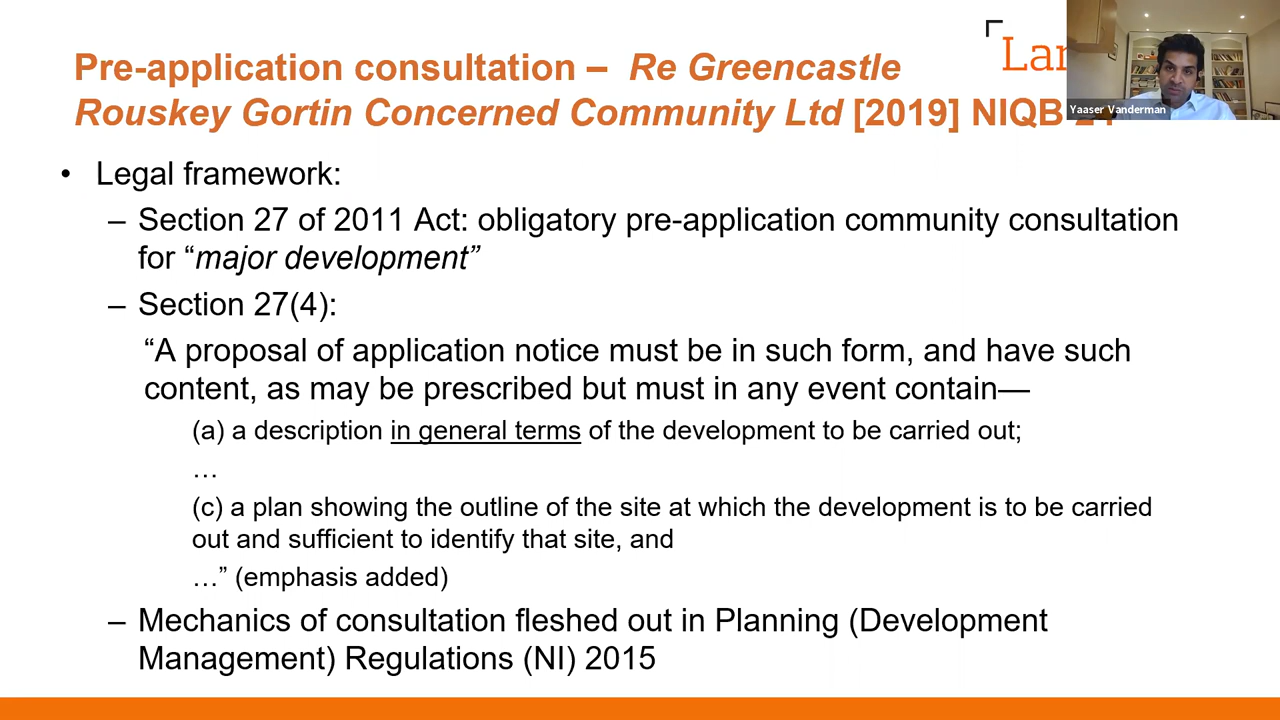 Pre-application consultation – Re Greencastle
Rouskey Gortin Concerned Community Ltd [2019] NIQB
Yaaser Vanderman
• Legal framework:
– Section 27 of 2011 Act: obligatory pre-application community consultation
for “major development”
– Section 27(4):
“A proposal of application notice must be in such form, and have such
content, as may be prescribed but must in any event contain—
(a) a description in general terms of the development to be carried out;
…
(c) a plan showing the outline of the site at which the development is to be carried
out and sufficient to identify that site, and
…” (emphasis added)
– Mechanics of consultation fleshed out in Planning (Development
Management) Regulations (NI) 2015